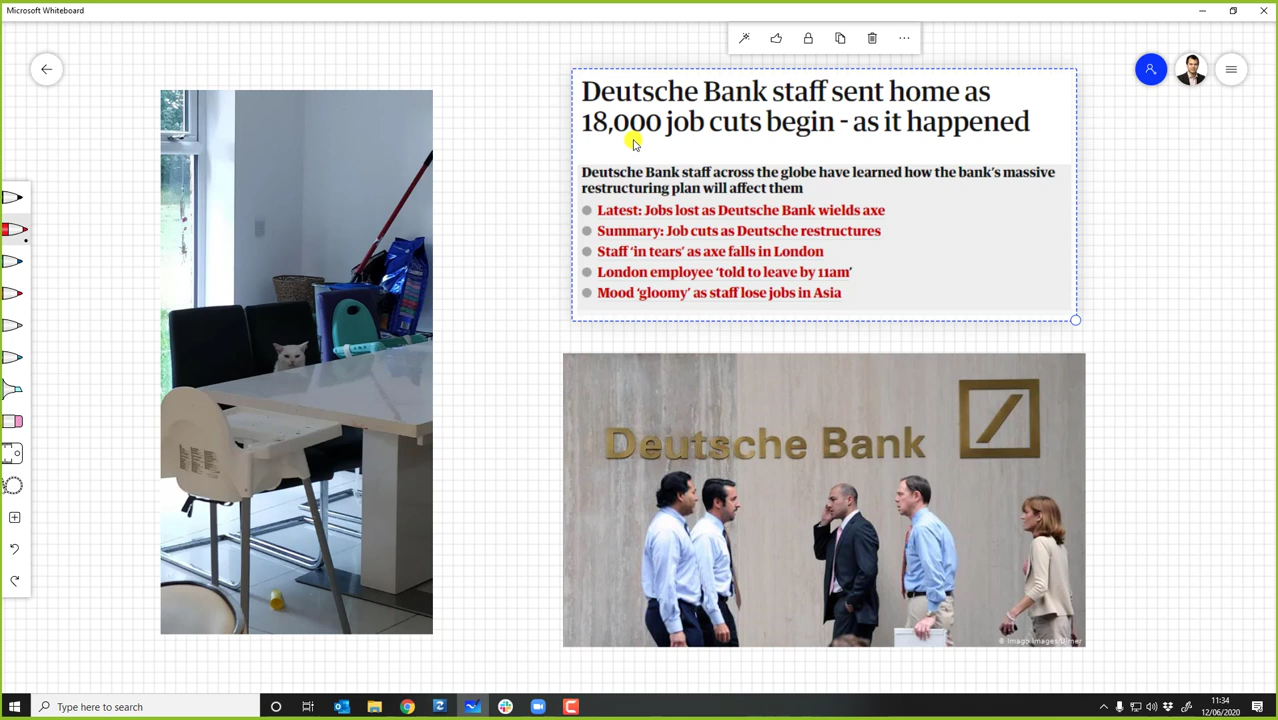 Microsoft Whiteboard
Deutsche Bank staff sent home as
18,000 job cuts begin - as it happened
Deutsche Bank staff across the globe have learned how the bank's massive
restructuring plan will affect them
Latest: Jobs lost as Deutsche Bank wields axe
Summary: Job cuts as Deutsche restructures
Staff 'in tears' as axe falls in London
London employee 'told to leave by 11am'
Mood 'gloomy' as staff lose jobs in Asia
Deutsche Bank
© Imago Images/Ulmer
Type here to search
11:34
12/06/2020